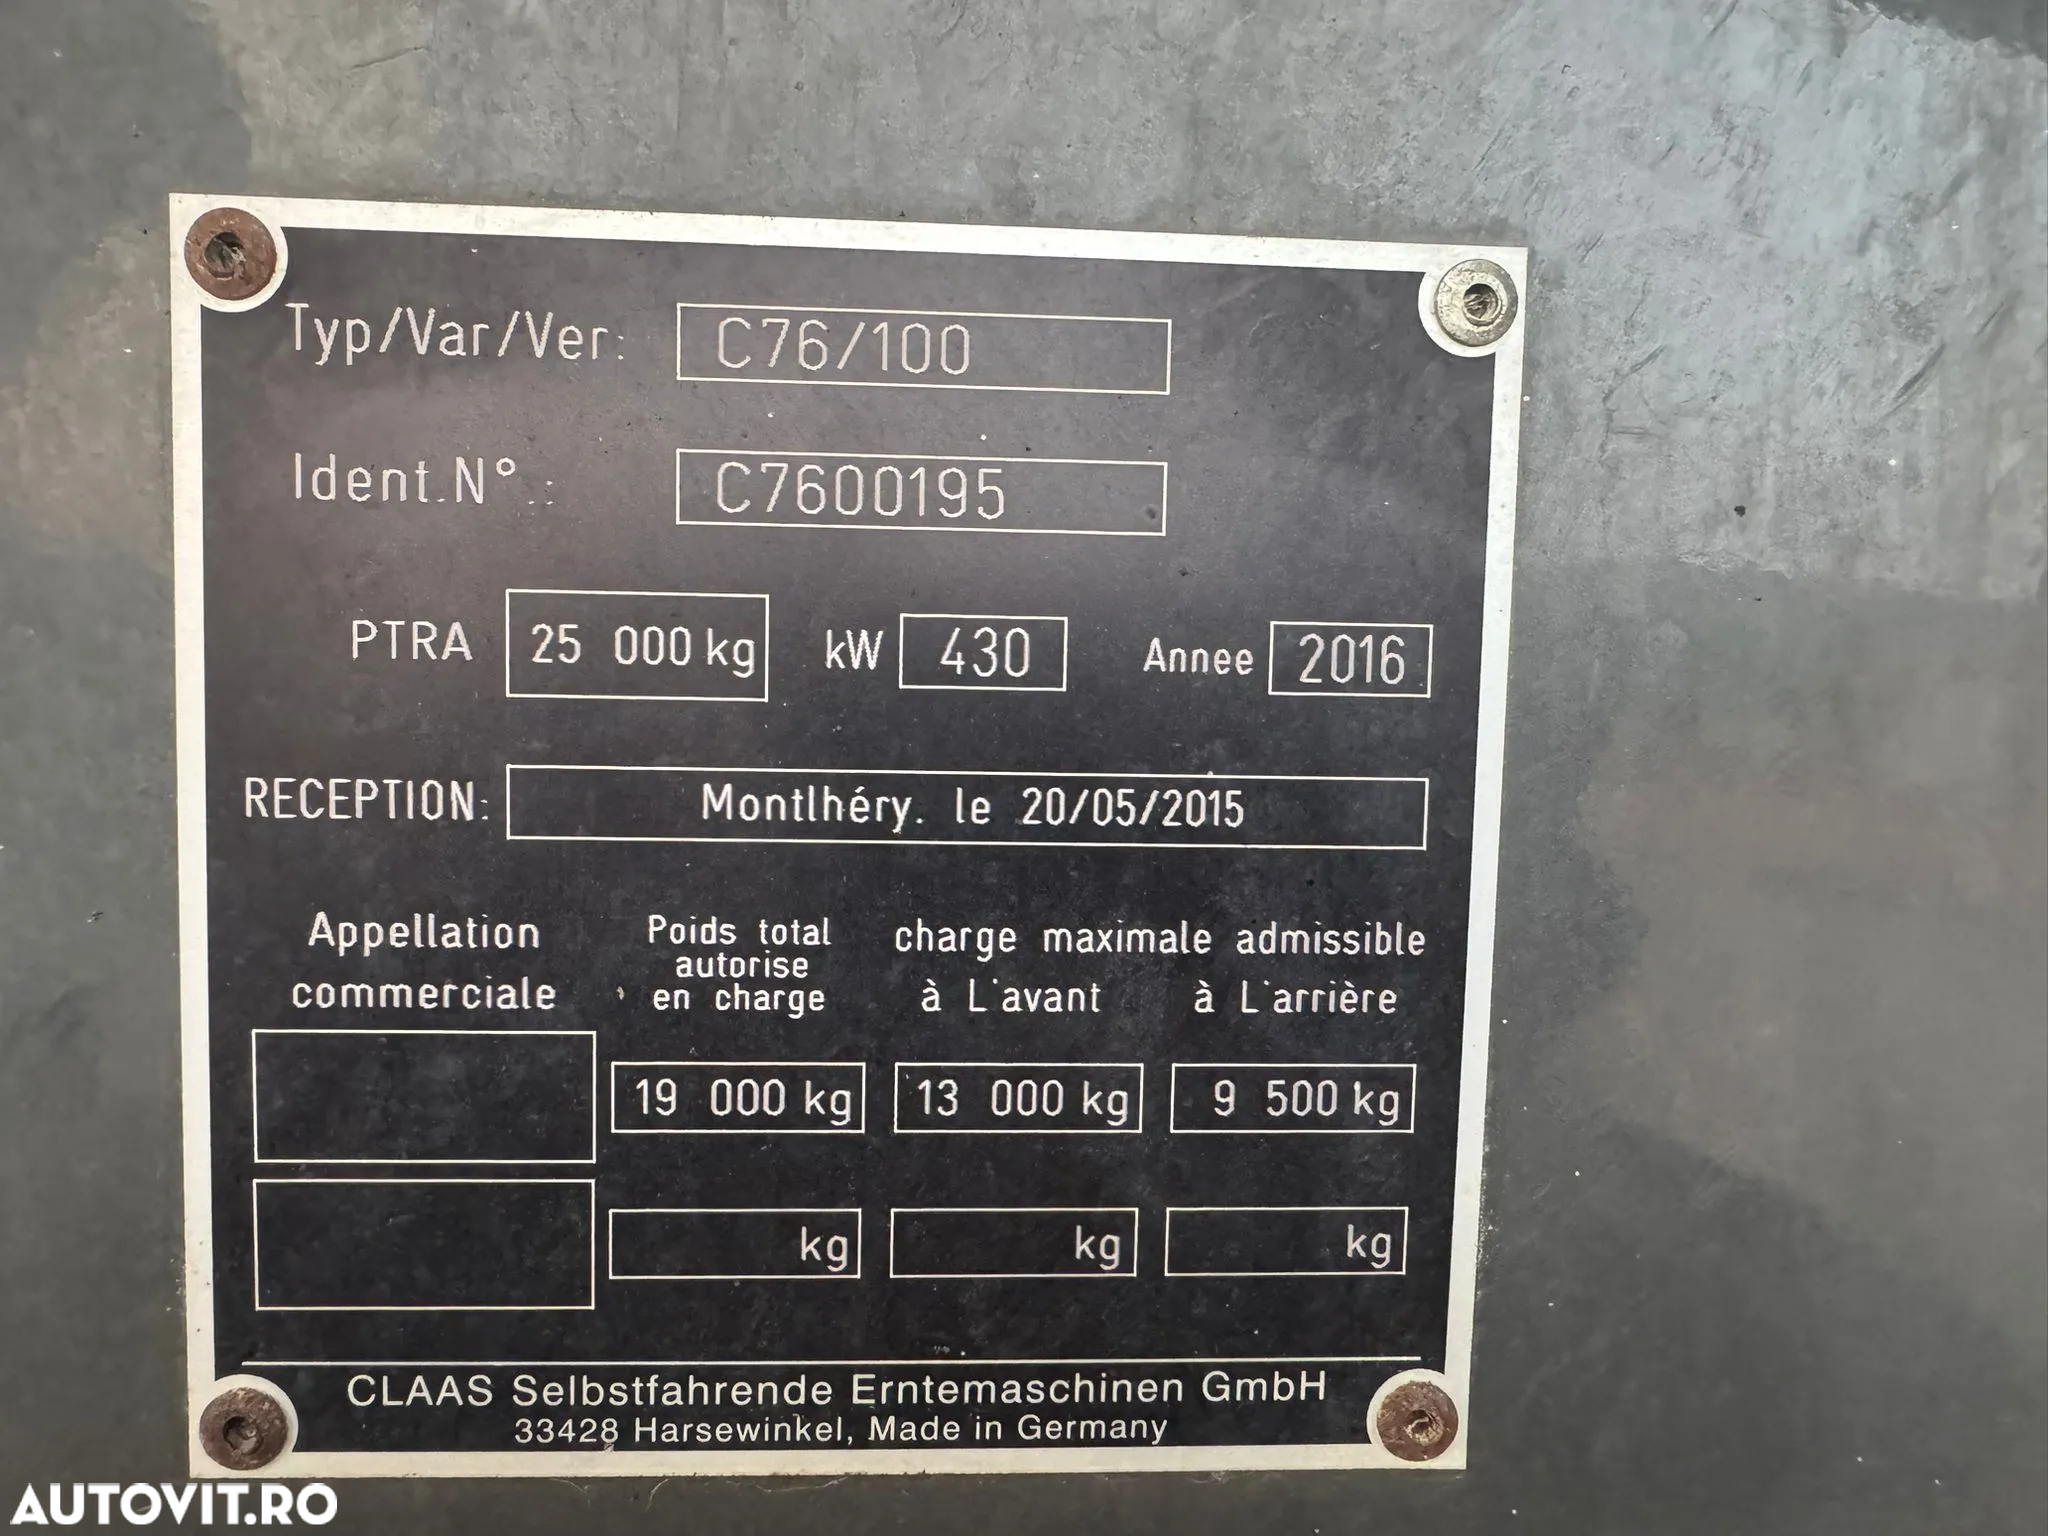 Typ/Var/Ver: C76/100
Ident.N°.: C7600195
PTRA 25 000 kg kW 430 Annee 2016
RECEPTION: Montlhéry. le 20/05/2015
Appellation commerciale
Poids total
autorise
en charge
charge maximale admissible
à L'avant à L'arrière
19 000 kg 13 000 kg 9 500 kg
kg kg kg
CLAAS Selbstfahrende Erntemaschinen GmbH
33428 Harsewinkel, Made in Germany
AUTOVIT.RO